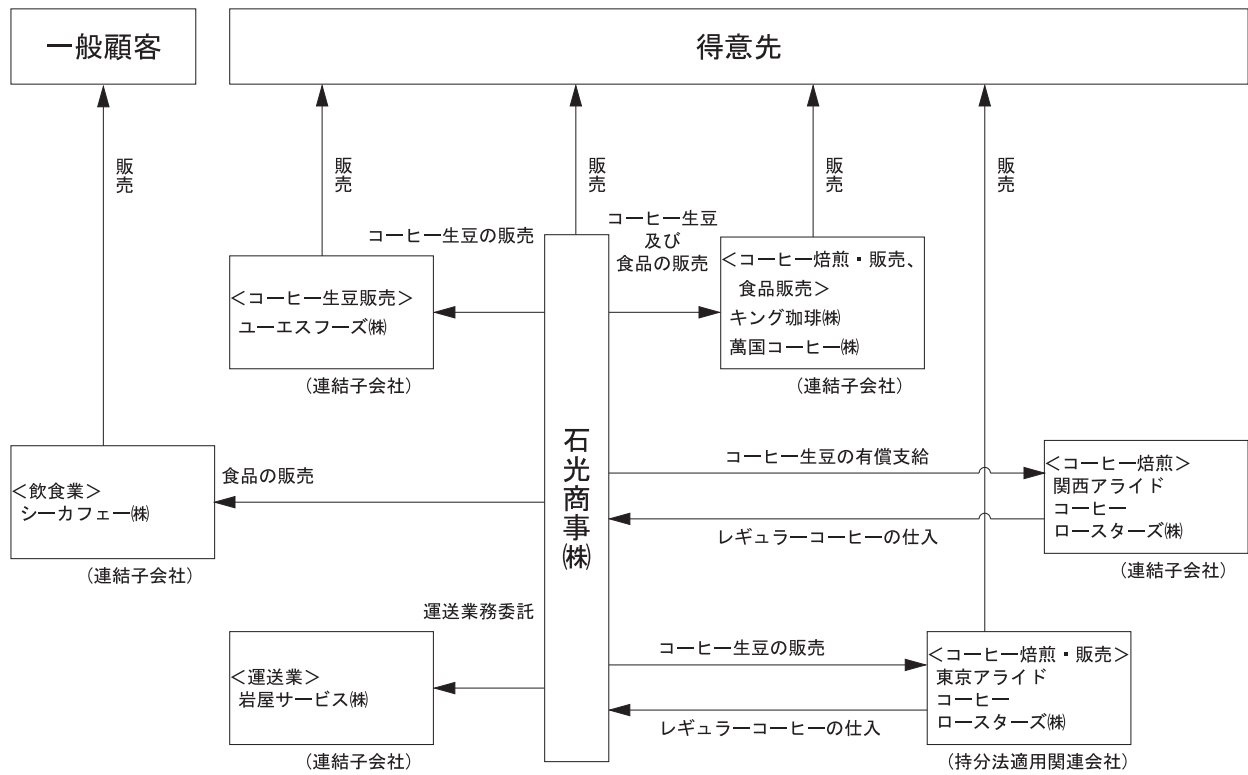 一般顧客
得意先
販売
販売
販売
販売
販売
コーヒー生豆の販売
コーヒー生豆
及び
食品の販売
＜コーヒー生豆販売＞
ユーエスフーズ㈱
（連結子会社）
＜コーヒー焙煎・販売、
食品販売＞
キング珈琲㈱
萬国コーヒー㈱
（連結子会社）
石光商事㈱
食品の販売
＜飲食業＞
シーカフェー㈱
（連結子会社）
コーヒー生豆の有償支給
レギュラーコーヒーの仕入
＜コーヒー焙煎＞
関西アライド
コーヒー
ロースターズ㈱
（連結子会社）
運送業務委託
＜運送業＞
岩屋サービス㈱
（連結子会社）
コーヒー生豆の販売
レギュラーコーヒーの仕入
＜コーヒー焙煎・販売＞
東京アライド
コーヒー
ロースターズ㈱
（持分法適用関連会社）